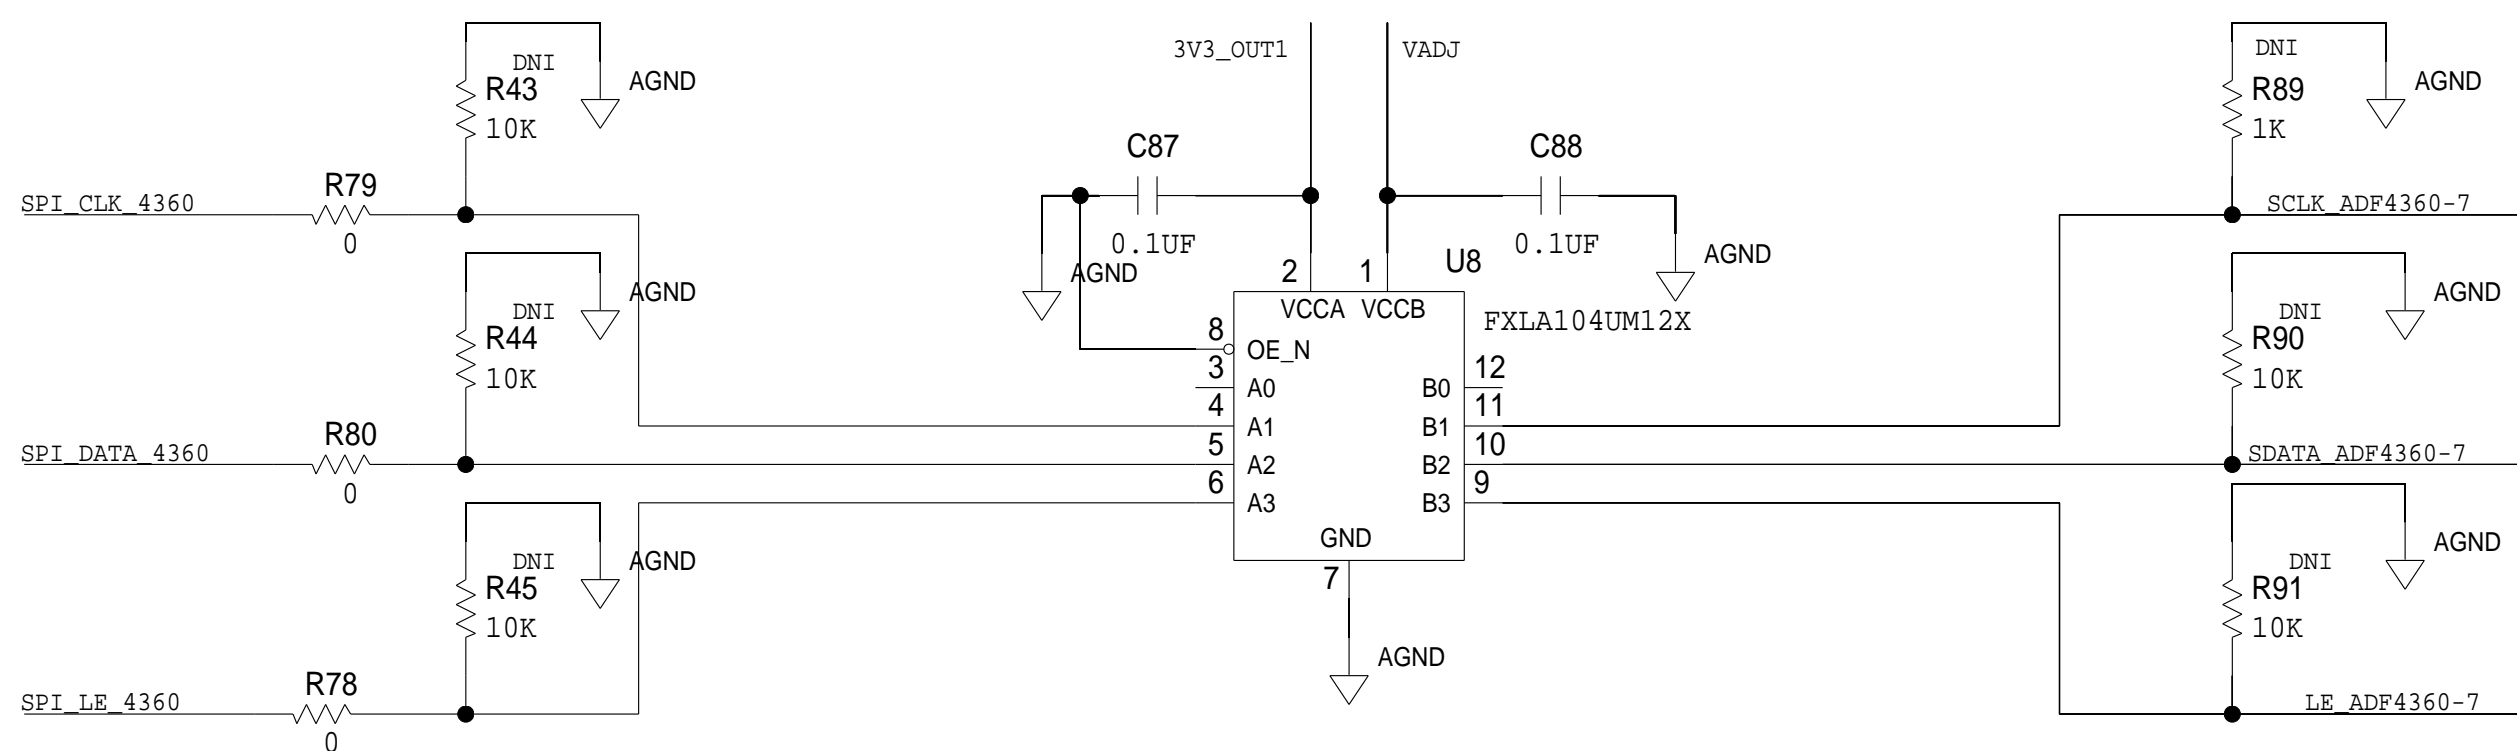 3V3_OUT1
VADJ
DNI
R43
10K
AGND
DNI
R89
1K
AGND
SPI_CLK_4360
R79
0
C87
0.1UF
AGND
C88
0.1UF
AGND
SCLK_ADF4360-7
DNI
R44
10K
AGND
2
1
U8
FXLA104UM12X
VCCA
VCCB
8
OE_N
3
A0
4
A1
5
A2
6
A3
12
B0
11
B1
10
B2
9
B3
GND
7
AGND
DNI
R90
10K
AGND
SPI_DATA_4360
R80
0
SDATA_ADF4360-7
DNI
R45
10K
AGND
DNI
R91
10K
AGND
SPI_LE_4360
R78
0
LE_ADF4360-7